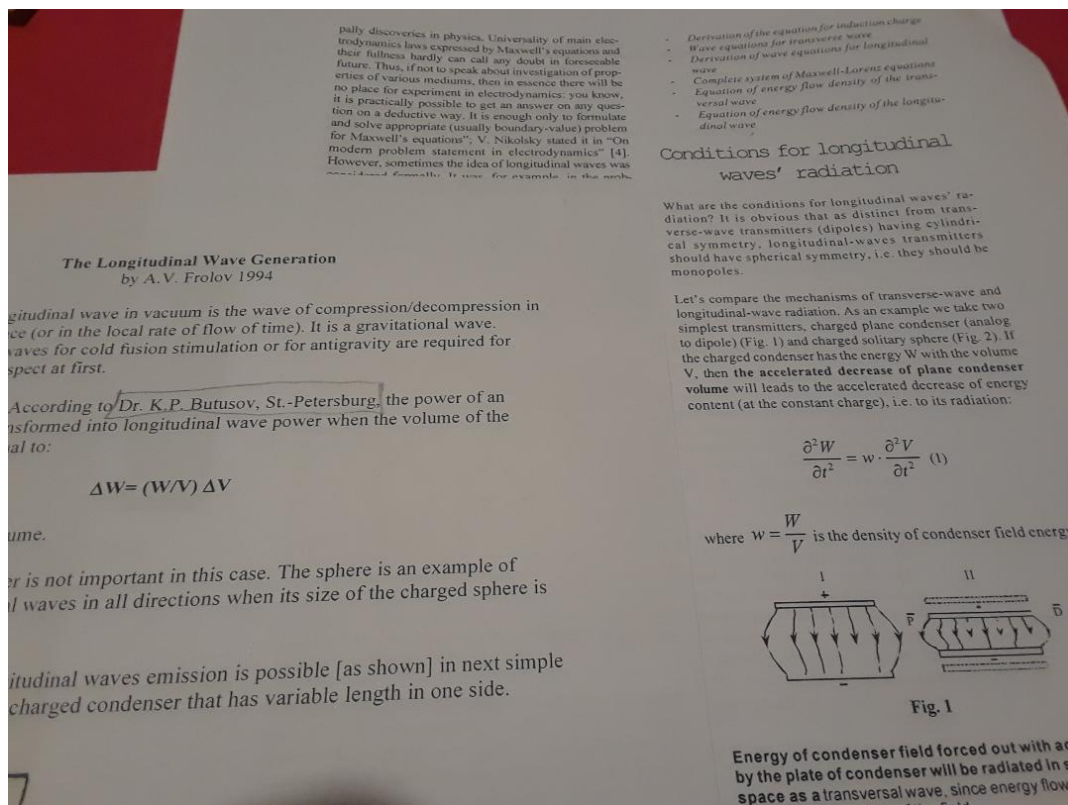 pally discoveries in physics. Universality of main elec-
trodynamics laws expressed by Maxwell's equations and
their fullness hardly can call any doubt in foreseeable
future. Thus, if not to speak about investigation of prop-
erties of various mediums, then in essence there will be
no place for experiment in electrodynamics: you know,
it is practically possible to get an answer on any ques-
tion on a deductive way. It is enough only to formulate
and solve appropriate (usually boundary-value) problem
for Maxwell's equations"; V. Nikolsky stated it in "On
modern problem statement in electrodynamics" [4].
However, sometimes the idea of longitudinal waves was
The Longitudinal Wave Generation
by A.V. Frolov 1994
gitudinal wave in vacuum is the wave of compression/decompression in
ce (or in the local rate of flow of time). It is a gravitational wave.
waves for cold fusion stimulation or for antigravity are required for
spect at first.
According to Dr. K.P. Butusov, St.-Petersburg, the power of an
nsformed into longitudinal wave power when the volume of the
al to:
ΔW= (W/V) ΔV
ume.
er is not important in this case. The sphere is an example of
l waves in all directions when its size of the charged sphere is
itudinal waves emission is possible [as shown] in next simple
charged condenser that has variable length in one side.
- Derivation of the equation for induction charge
- Wave equations for transverse wave
- Derivation of wave equations for longitudinal
wave
- Complete system of Maxwell-Lorenz equations
- Equation of energy flow density of the trans-
versal wave
- Equation of energy flow density of the longitu-
dinal wave
Conditions for longitudinal
waves' radiation
What are the conditions for longitudinal waves' ra-
diation? It is obvious that as distinct from trans-
verse-wave transmitters (dipoles) having cylindri-
cal symmetry, longitudinal-waves transmitters
should have spherical symmetry, i.e. they should be
monopoles.
Let's compare the mechanisms of transverse-wave and
longitudinal-wave radiation. As an example we take two
simplest transmitters, charged plane condenser (analog
to dipole) (Fig. 1) and charged solitary sphere (Fig. 2). If
the charged condenser has the energy W with the volume
V, then the accelerated decrease of plane condenser
volume will leads to the accelerated decrease of energy
content (at the constant charge), i.e. to its radiation:
∂²W/∂t² = w · ∂²V/∂t² (1)
where w = W/V is the density of condenser field energ
I II
+ -
P D
- -
Fig. 1
Energy of condenser field forced out with ac
by the plate of condenser will be radiated in s
space as a transversal wave, since energy flow